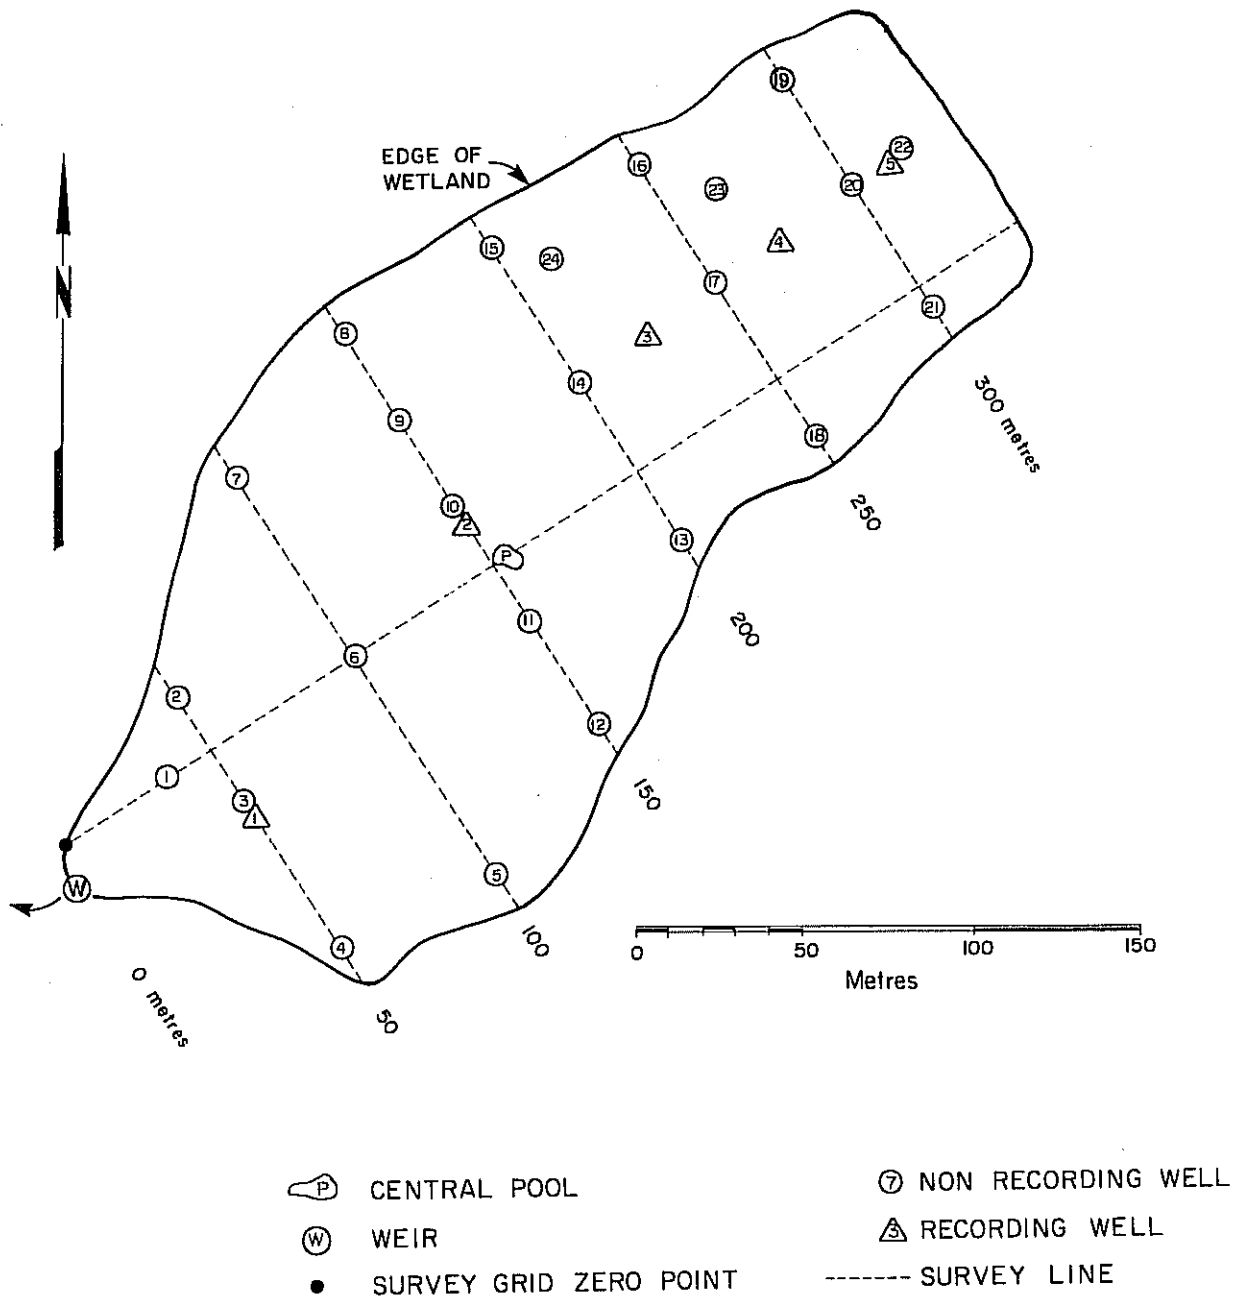 19
22
5
16
23
20
EDGE OF
WETLAND
N
15
24
4
17
21
8
3
14
300 metres
9
18
7
10
2
250
13
P
11
200
6
2
12
1
150
3
1
5
W
100
4
0 50 100 150
Metres
0 metres
50
P CENTRAL POOL
W WEIR
SURVEY GRID ZERO POINT
7 NON RECORDING WELL
3 RECORDING WELL
SURVEY LINE